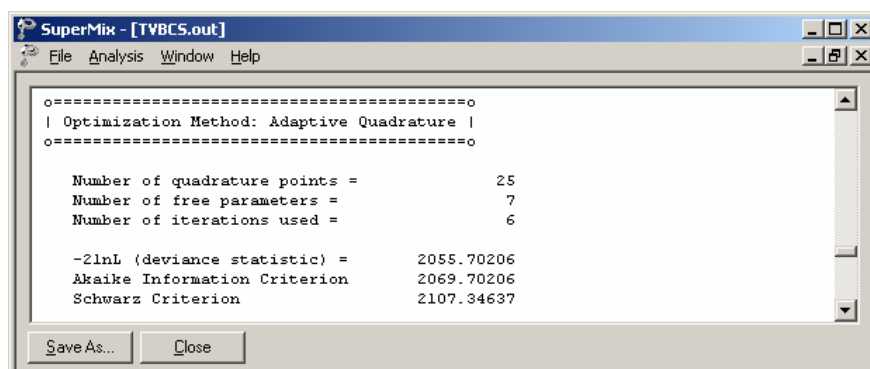 SuperMix - [TVBCS.out]
File Analysis Window Help
o==========================================o
| Optimization Method: Adaptive Quadrature |
o==========================================o
Number of quadrature points = 25
Number of free parameters = 7
Number of iterations used = 6
-2lnL (deviance statistic) = 2055.70206
Akaike Information Criterion 2069.70206
Schwarz Criterion 2107.34637
Save As... Close